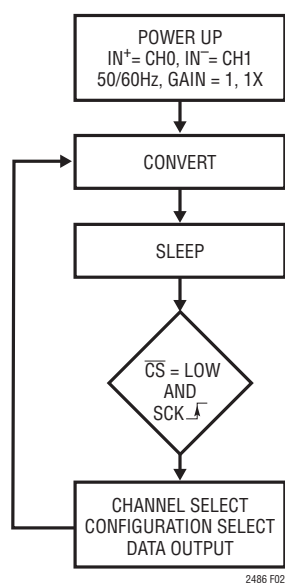 POWER UP
IN⁺= CH0, IN⁻= CH1
50/60Hz, GAIN = 1, 1X
CONVERT
SLEEP
C̅S̅ = LOW
AND
SCK
CHANNEL SELECT
CONFIGURATION SELECT
DATA OUTPUT
2486 F02